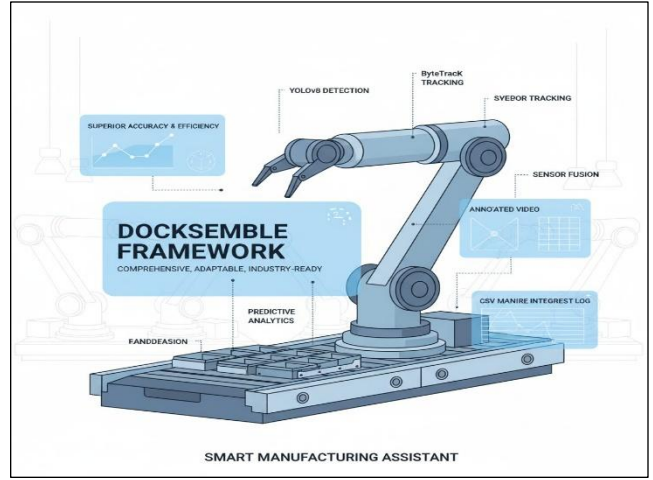 ByteTracK
TRACKING
YOLOv8 DETECTION
SYEBOR TRACKING
SUPERIOR ACCURACY & EFFICIENCY
SENSOR FUSION
ANNOATED VIDEO
DOCKSEMBLE
FRAMEWORK
COMPREHENSIVE, ADAPTABLE, INDUSTRY-READY
CSV MANIRE INTEGREST LOG
PREDICTIVE
ANALYTICS
FANDDEASION
SMART MANUFACTURING ASSISTANT